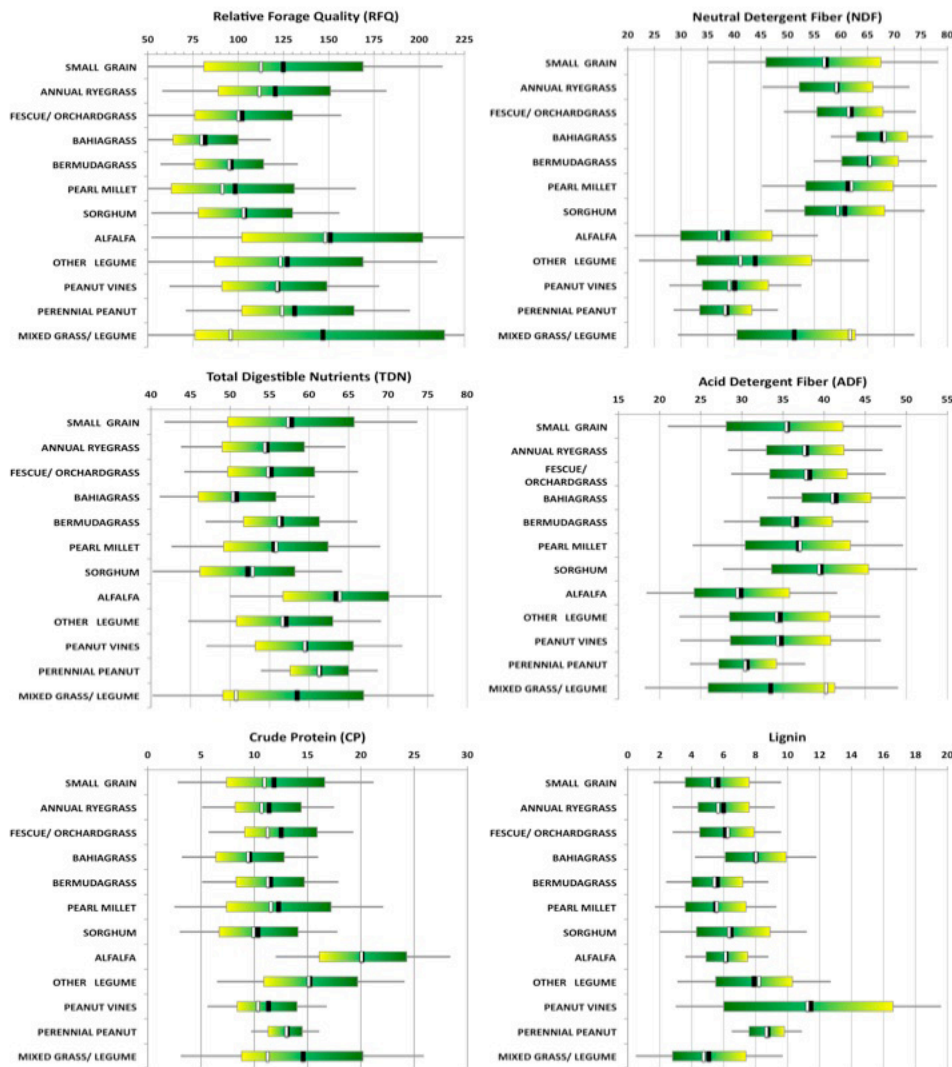 Relative Forage Quality (RFQ)
50 75 100 125 150 175 200 225
SMALL GRAIN
ANNUAL RYEGRASS
FESCUE/ ORCHARDGRASS
BAHIAGRASS
BERMUDAGRASS
PEARL MILLET
SORGHUM
ALFALFA
OTHER LEGUME
PEANUT VINES
PERENNIAL PEANUT
MIXED GRASS/ LEGUME
Neutral Detergent Fiber (NDF)
21 25 35 45 55 65 75 80
SMALL GRAIN
ANNUAL RYEGRASS
FESCUE/ ORCHARDGRASS
BAHIAGRASS
BERMUDAGRASS
PEARL MILLET
SORGHUM
ALFALFA
OTHER LEGUME
PEANUT VINES
PERENNIAL PEANUT
MIXED GRASS/ LEGUME
Total Digestible Nutrients (TDN)
40 45 50 55 60 65 70 75 80
SMALL GRAIN
ANNUAL RYEGRASS
FESCUE/ ORCHARDGRASS
BAHIAGRASS
BERMUDAGRASS
PEARL MILLET
SORGHUM
ALFALFA
OTHER LEGUME
PEANUT VINES
PERENNIAL PEANUT
MIXED GRASS/ LEGUME
Acid Detergent Fiber (ADF)
15 20 25 30 35 40 45 50 55
SMALL GRAIN
ANNUAL RYEGRASS
FESCUE/
ORCHARDGRASS
BAHIAGRASS
BERMUDAGRASS
PEARL MILLET
SORGHUM
ALFALFA
OTHER LEGUME
PEANUT VINES
PERENNIAL PEANUT
MIXED GRASS/ LEGUME
Crude Protein (CP)
0 5 10 15 20 25 30
SMALL GRAIN
ANNUAL RYEGRASS
FESCUE/ ORCHARDGRASS
BAHIAGRASS
BERMUDAGRASS
PEARL MILLET
SORGHUM
ALFALFA
OTHER LEGUME
PEANUT VINES
PERENNIAL PEANUT
MIXED GRASS/ LEGUME
Lignin
0 2 4 6 8 10 12 14 16 18 20
SMALL GRAIN
ANNUAL RYEGRASS
FESCUE/ ORCHARDGRASS
BAHIAGRASS
BERMUDAGRASS
PEARL MILLET
SORGHUM
ALFALFA
OTHER LEGUME
PEANUT VINES
PERENNIAL PEANUT
MIXED GRASS/ LEGUME